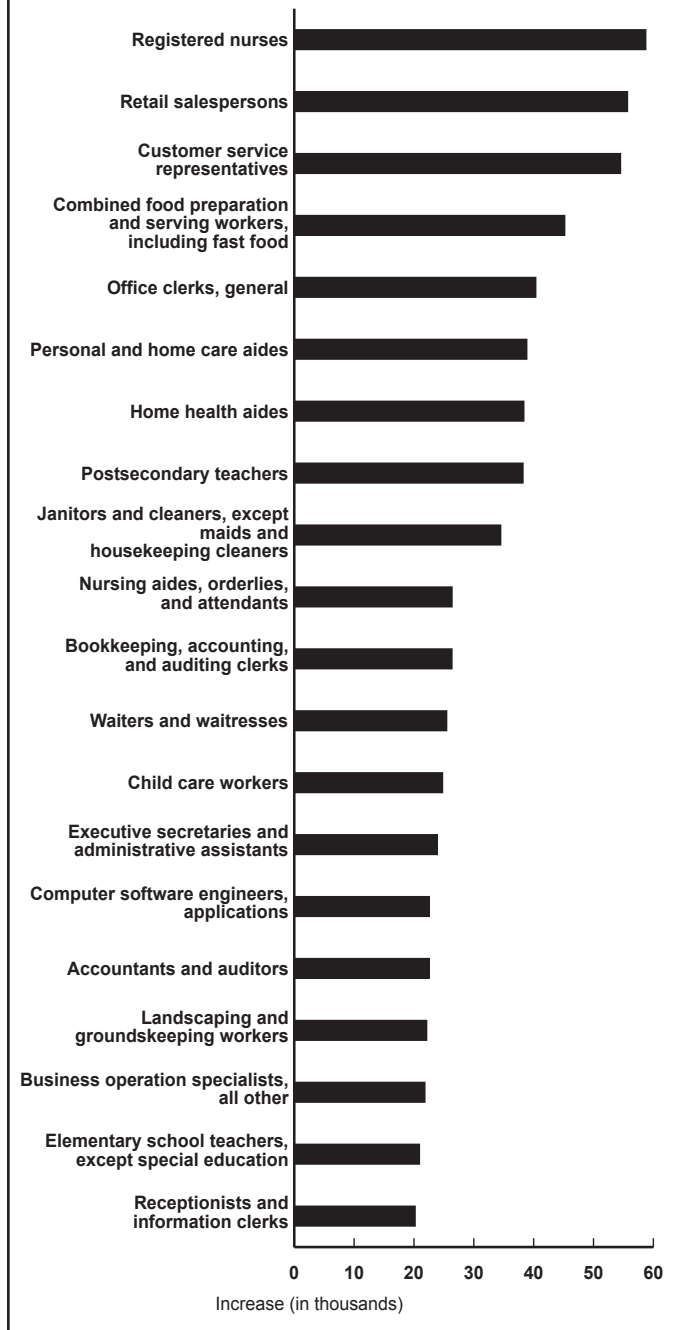 Registered nurses
Retail salespersons
Customer service
representatives
Combined food preparation
and serving workers,
including fast food
Office clerks, general
Personal and home care aides
Home health aides
Postsecondary teachers
Janitors and cleaners, except
maids and
housekeeping cleaners
Nursing aides, orderlies,
and attendants
Bookkeeping, accounting,
and auditing clerks
Waiters and waitresses
Child care workers
Executive secretaries and
administrative assistants
Computer software engineers,
applications
Accountants and auditors
Landscaping and
groundskeeping workers
Business operation specialists,
all other
Elementary school teachers,
except special education
Receptionists and
information clerks
0 10 20 30 40 50 60
Increase (in thousands)